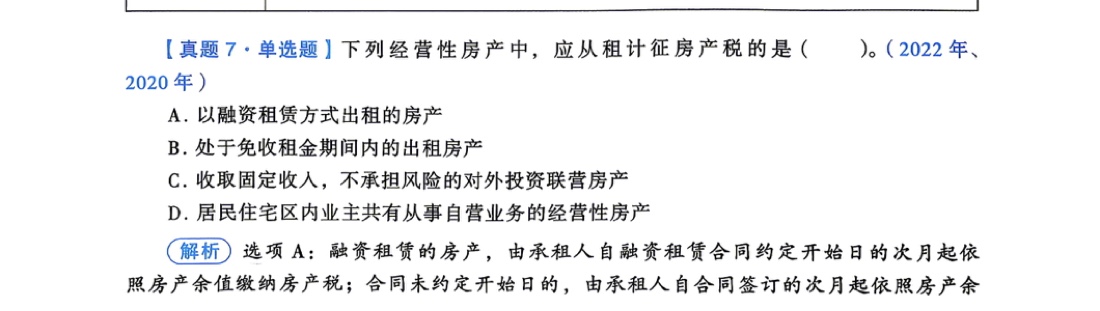 【真题 7·单选题】下列经营性房产中，应从租计征房产税的是（　　）。（2022 年、
2020 年）
A. 以融资租赁方式出租的房产
B. 处于免收租金期间内的出租房产
C. 收取固定收入，不承担风险的对外投资联营房产
D. 居民住宅区内业主共有从事自营业务的经营性房产
解析 选项 A：融资租赁的房产，由承租人自融资租赁合同约定开始日的次月起依
照房产余值缴纳房产税；合同未约定开始日的，由承租人自合同签订的次月起依照房产余